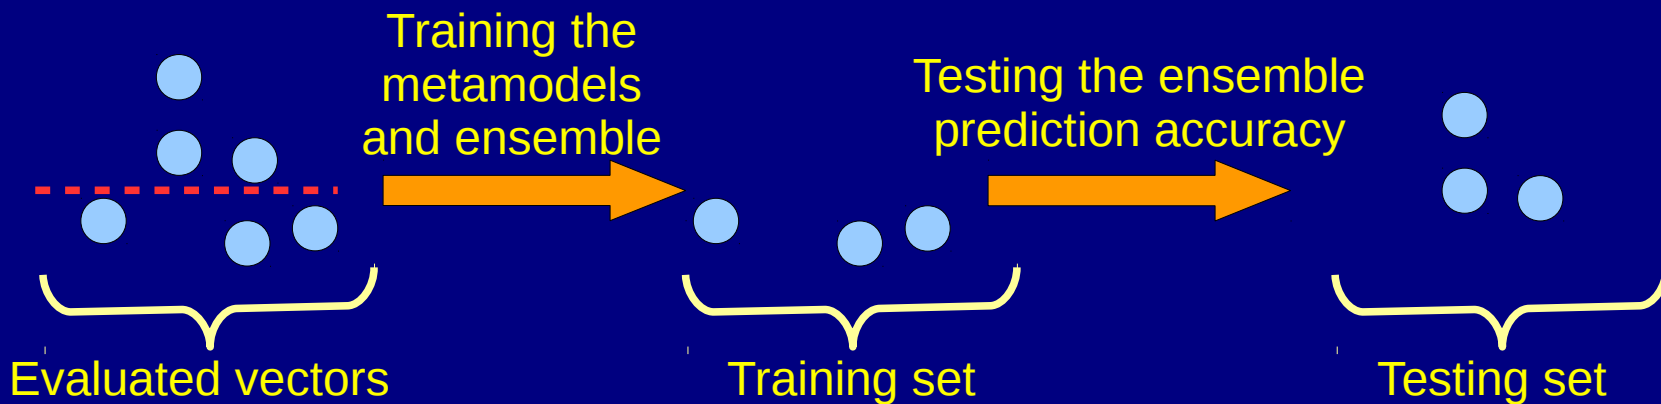 Training the
metamodels
and ensemble
Testing the ensemble
prediction accuracy
Evaluated vectors
Training set
Testing set